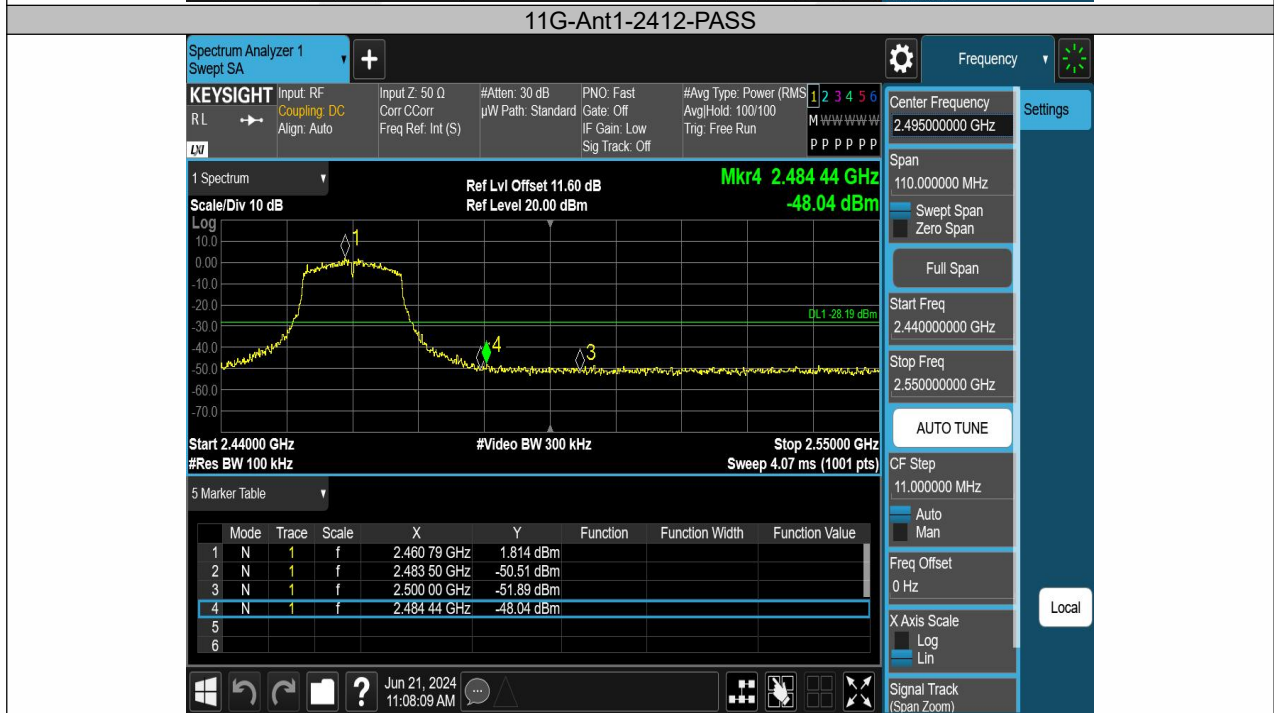 11G-Ant1-2412-PASS
Spectrum Analyzer 1
Swept SA
+
Frequency
KEYSIGHT
RL
LXI
Input: RF
Coupling: DC
Align: Auto
Input Z: 50 Ω
Corr CCorr
Freq Ref: Int (S)
#Atten: 30 dB
µW Path: Standard
PNO: Fast
Gate: Off
IF Gain: Low
Sig Track: Off
#Avg Type: Power (RMS
Avg|Hold: 100/100
Trig: Free Run
1 2 3 4 5 6
M W W W W W
P P P P P P
1 Spectrum
Scale/Div 10 dB
Ref Lvl Offset 11.60 dB
Ref Level 20.00 dBm
Mkr4 2.484 44 GHz
-48.04 dBm
Log
10.0
0.00
-10.0
-20.0
-30.0
-40.0
-50.0
-60.0
-70.0
1
4
3
DL1 -28.19 dBm
Start 2.44000 GHz
#Video BW 300 kHz
Stop 2.55000 GHz
#Res BW 100 kHz
Sweep 4.07 ms (1001 pts)
5 Marker Table
Mode Trace Scale X Y Function Function Width Function Value
1 N 1 f 2.460 79 GHz 1.814 dBm
2 N 1 f 2.483 50 GHz -50.51 dBm
3 N 1 f 2.500 00 GHz -51.89 dBm
4 N 1 f 2.484 44 GHz -48.04 dBm
5
6
?
Jun 21, 2024
11:08:09 AM
Center Frequency
2.495000000 GHz
Span
110.000000 MHz
Swept Span
Zero Span
Full Span
Start Freq
2.440000000 GHz
Stop Freq
2.550000000 GHz
AUTO TUNE
CF Step
11.000000 MHz
Auto
Man
Freq Offset
0 Hz
X Axis Scale
Log
Lin
Signal Track
(Span Zoom)
Settings
Local